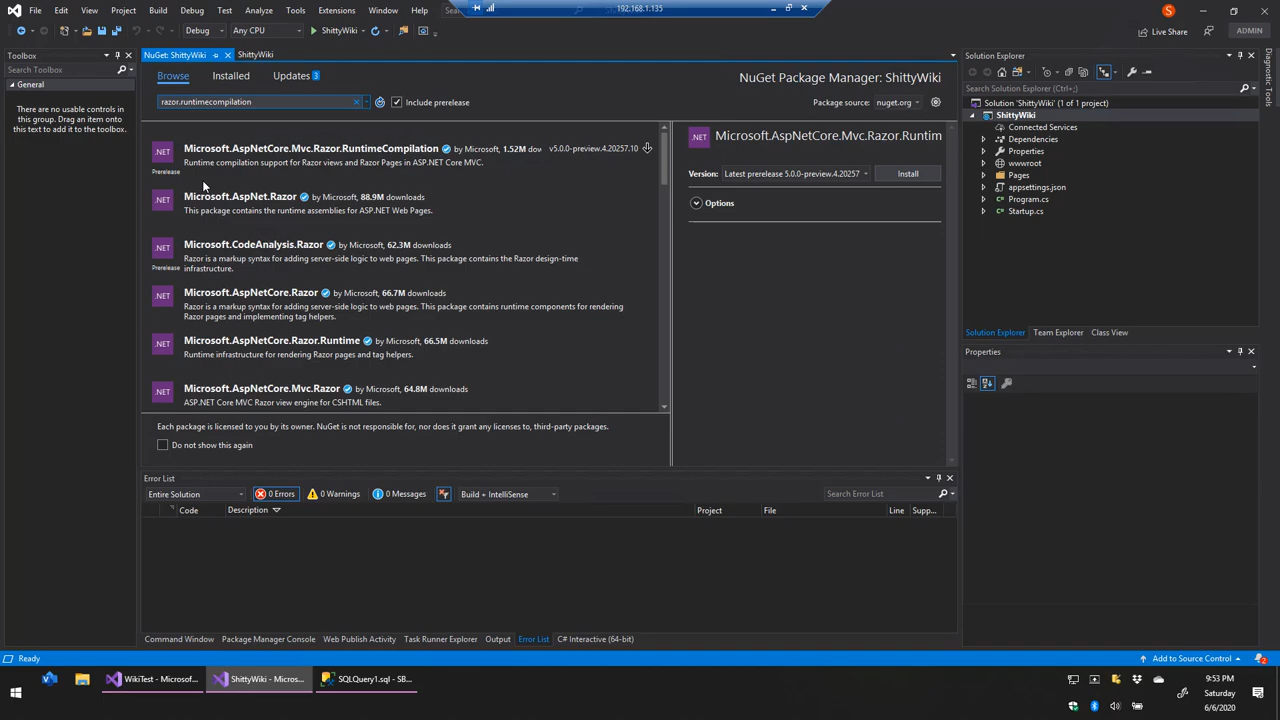 File Edit View Project Build Debug Test Analyze Tools Extensions Window Help
192.168.1.135
S
Debug Any CPU ShittyWiki Live Share ADMIN
Toolbox
Search Toolbox
General
There are no usable controls in
this group. Drag an item onto
this text to add it to the toolbox.
NuGet: ShittyWiki ShittyWiki
Browse Installed Updates 3
NuGet Package Manager: ShittyWiki
razor.runtimecompilation Include prerelease
Package source: nuget.org
.NET Microsoft.AspNetCore.Mvc.Razor.RuntimeCompilation by Microsoft, 1.52M dow v5.0.0-preview.4.20257.10
Runtime compilation support for Razor views and Razor Pages in ASP.NET Core MVC.
Prerelease
.NET Microsoft.AspNet.Razor by Microsoft, 88.9M downloads
This package contains the runtime assemblies for ASP.NET Web Pages.
.NET Microsoft.CodeAnalysis.Razor by Microsoft, 62.3M downloads
Razor is a markup syntax for adding server-side logic to web pages. This package contains the Razor design-time
Prerelease infrastructure.
.NET Microsoft.AspNetCore.Razor by Microsoft, 66.7M downloads
Razor is a markup syntax for adding server-side logic to web pages. This package contains runtime components for rendering
Razor pages and implementing tag helpers.
.NET Microsoft.AspNetCore.Razor.Runtime by Microsoft, 66.5M downloads
Runtime infrastructure for rendering Razor pages and tag helpers.
.NET Microsoft.AspNetCore.Mvc.Razor by Microsoft, 64.8M downloads
ASP.NET Core MVC Razor view engine for CSHTML files.
Each package is licensed to you by its owner. NuGet is not responsible for, nor does it grant any licenses to, third-party packages.
Do not show this again
.NET Microsoft.AspNetCore.Mvc.Razor.Runtim
Version: Latest prerelease 5.0.0-preview.4.20257 Install
Options
Solution Explorer
Search Solution Explorer
Solution 'ShittyWiki' (1 of 1 project)
ShittyWiki
Connected Services
Dependencies
Properties
wwwroot
Pages
appsettings.json
Program.cs
Startup.cs
Solution Explorer Team Explorer Class View
Properties
Diagnostic Tools
Error List
Entire Solution 0 Errors 0 Warnings 0 Messages Build + IntelliSense Search Error List
Code Description Project File Line Supp...
Command Window Package Manager Console Web Publish Activity Task Runner Explorer Output Error List C# Interactive (64-bit)
Ready Add to Source Control 2
WikiTest - Microsof... ShittyWiki - Micros... SQLQuery1.sql - SB...
9:53 PM
Saturday
6/6/2020